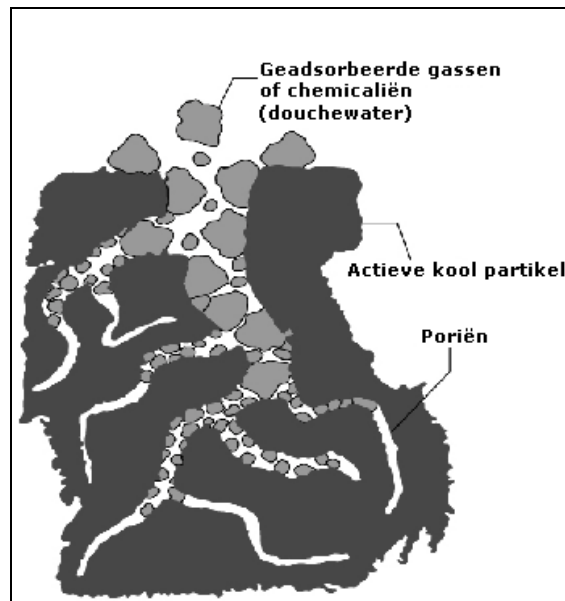 Geadsorbeerde gassen
of chemicaliën
(douchewater)
Actieve kool partikel
Poriën